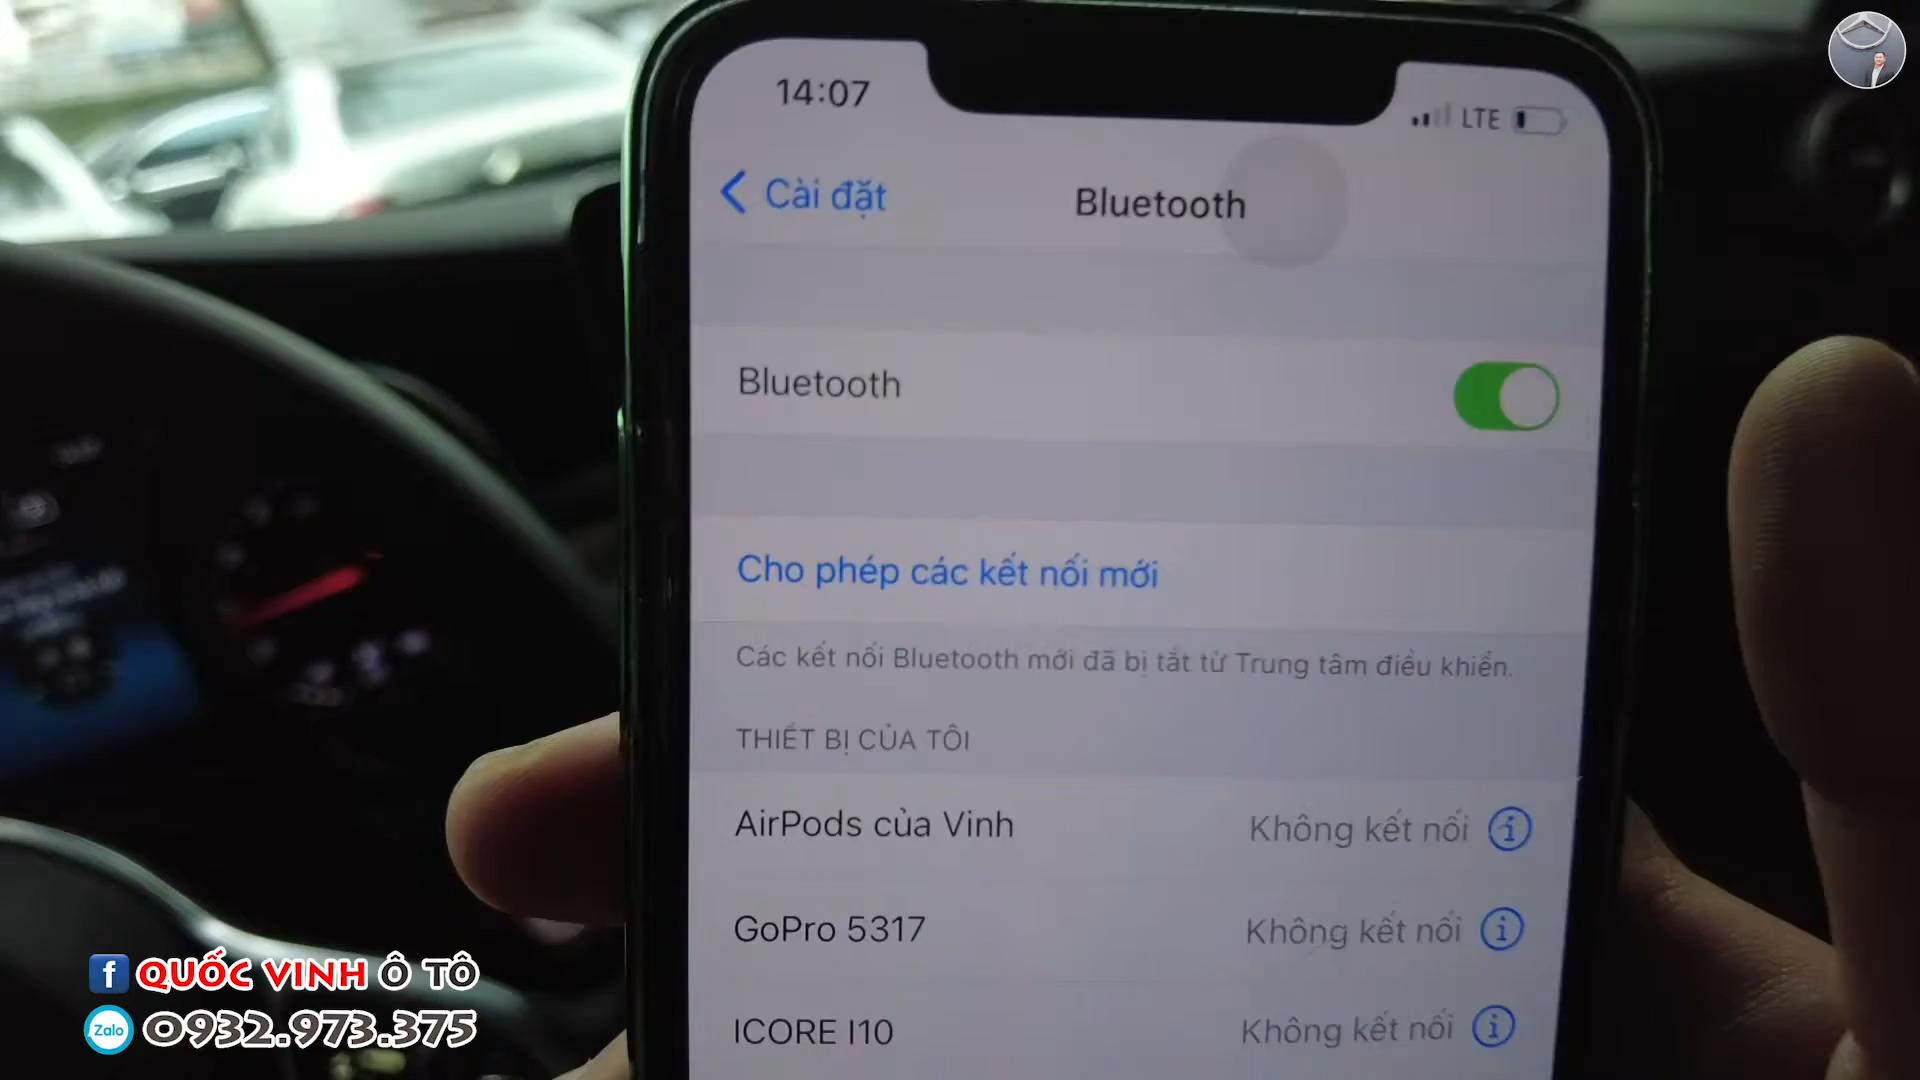 14:07
LTE
Cài đặt
Bluetooth
Bluetooth
Cho phép các kết nối mới
Các kết nối Bluetooth mới đã bị tắt từ Trung tâm điều khiển.
THIẾT BỊ CỦA TÔI
AirPods của Vinh Không kết nối
GoPro 5317 Không kết nối
ICORE I10 Không kết nối
f QUỐC VINH Ô TÔ
Zalo 0932.973.375